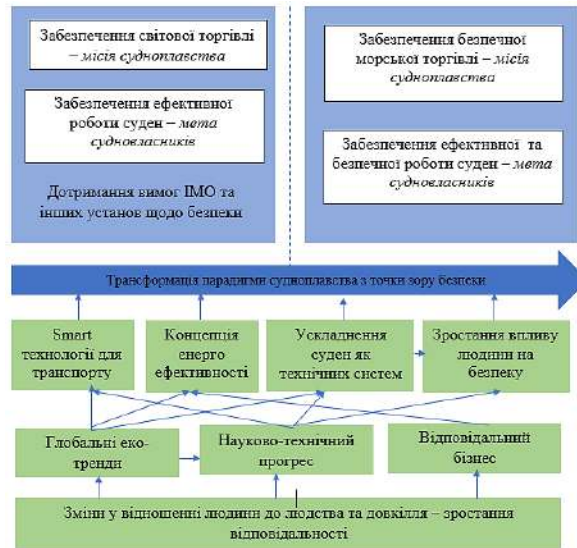 Забезпечення світової торгівлі
– місія судноплавства
Забезпечення ефективної
роботи суден – мета
судновласників
Дотримання вимог ІМО та
інших установ щодо безпеки
Забезпечення безпечної
морської торгівлі – місія
судноплавства
Забезпечення ефективної та
безпечної роботи суден – мета
судновласників
Трансформація парадигми судноплавства з точки зору безпеки
Smart
технології для
транспорту
Концепція
енерго
ефективності
Ускладнення
суден як
технічних систем
Зростання впливу
людини на
безпеку
Глобальні еко-
тренди
Науково-технічний
прогрес
Відповідальний
бізнес
Зміни у відношенні людини до людства та довкілля – зростання
відповідальності